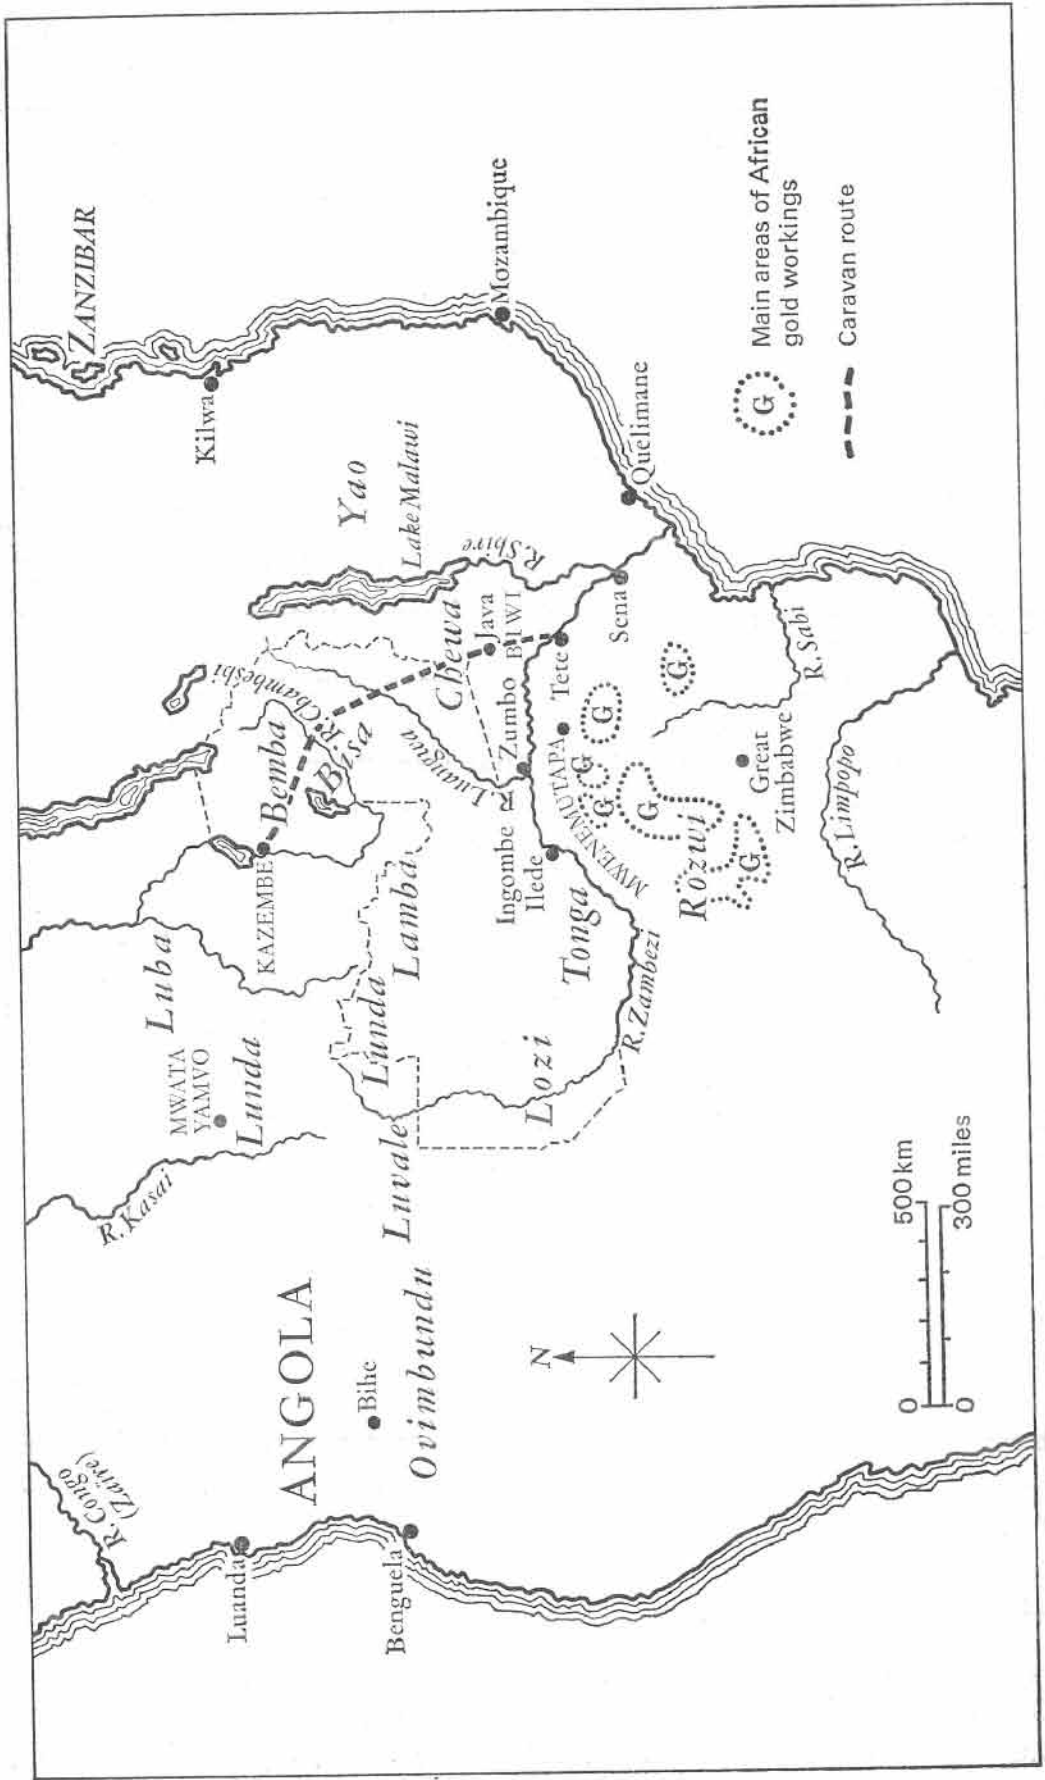 R. Congo
(Zaïre)
Luanda
Benguela
ANGOLA
Bihe
Ovimbundu
R. Kasai
MWATA
YAMVO
Lunda
Luba
Luvale
Lunda
Lamba
KAZEMBE
Bemba
Bisa
R. Chambeshi
R. Luangwa
Chewa
Java
BIWI
Yao
Lake Malawi
R. Shire
Kilwa
ZANZIBAR
Mozambique
Quelimane
Sena
Tete
Zumbo
Ingombe
Ilede
MWENEMUTAPA
Tonga
Lozi
R. Zambezi
Rozwi
G
G
G
G
G
G
Great
Zimbabwe
R. Sabi
R. Limpopo
N
0
500 km
0
300 miles
G
Main areas of African
gold workings
Caravan route